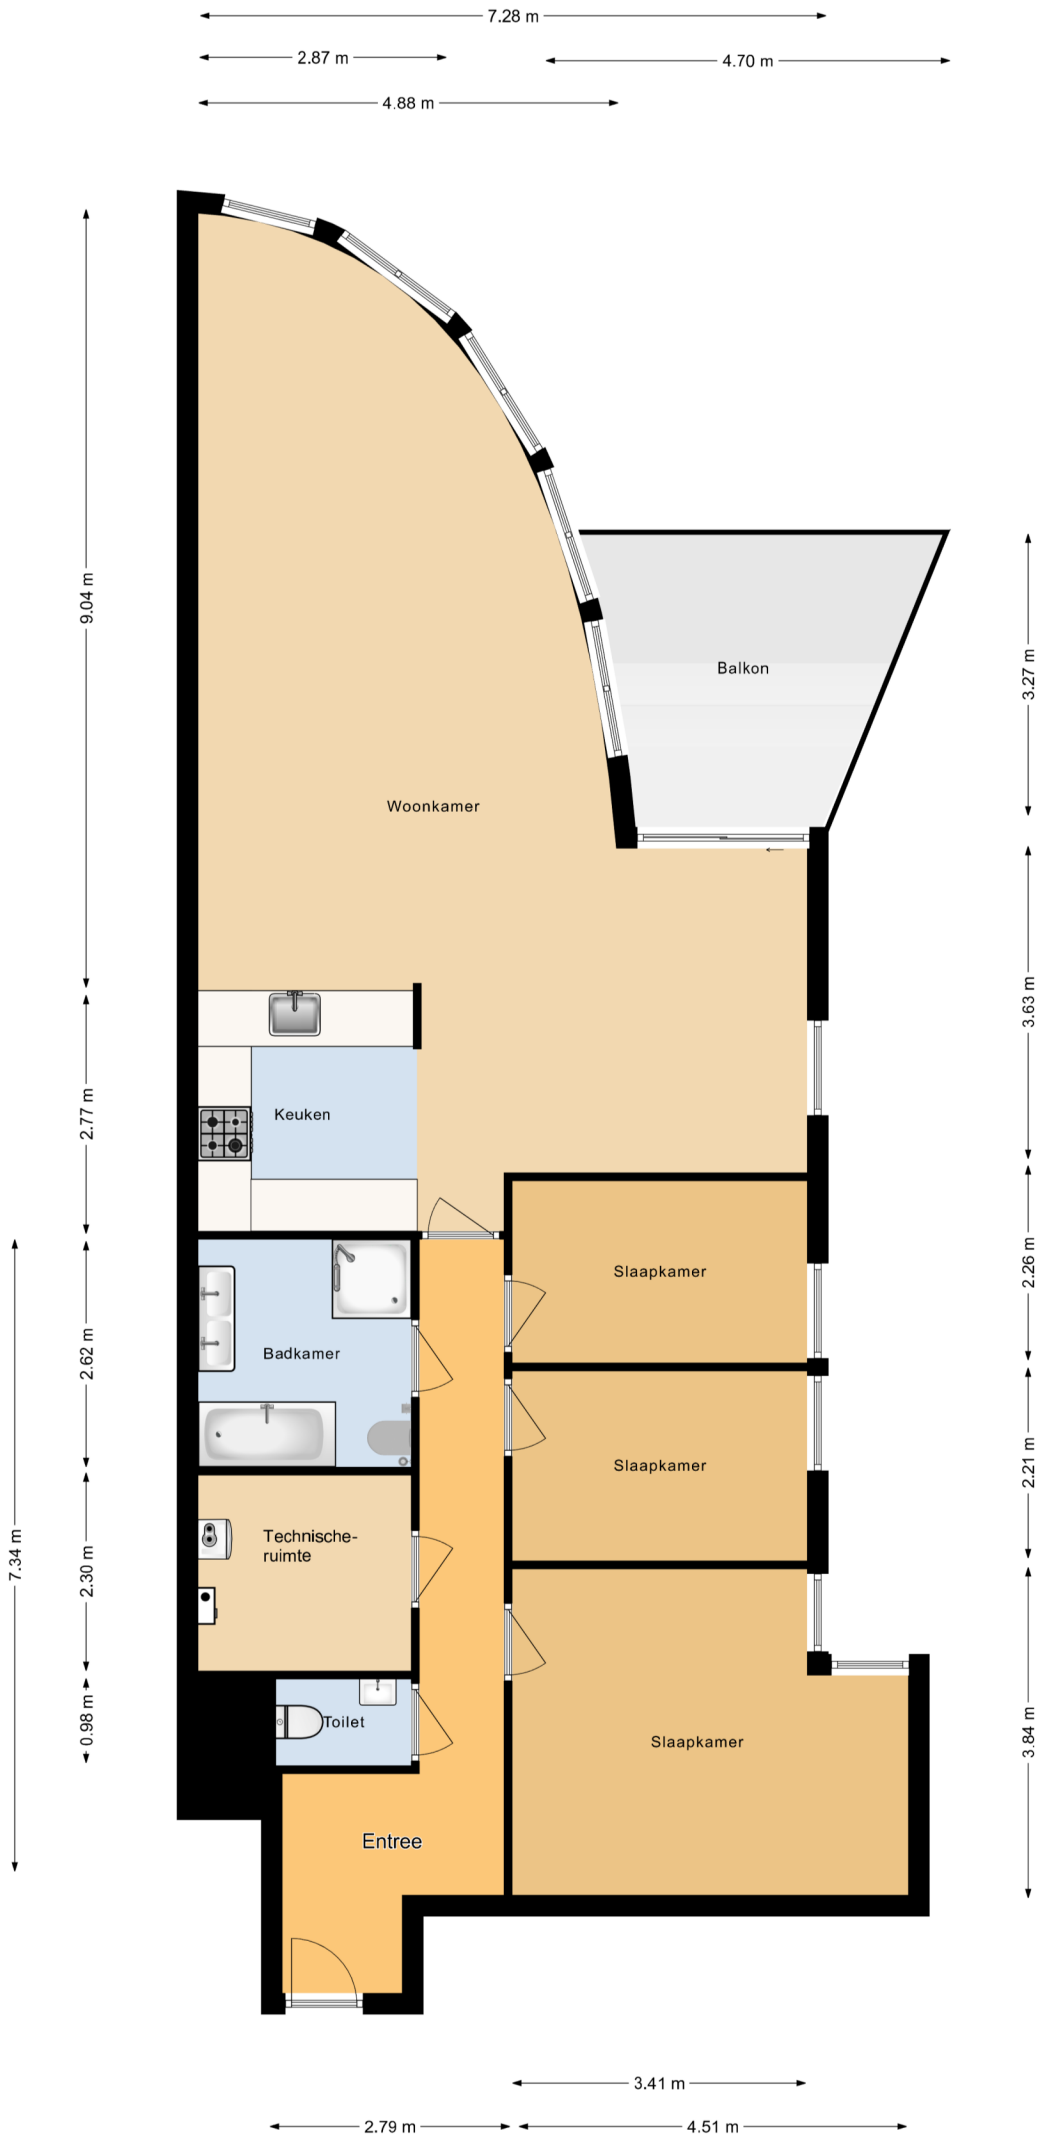 7.28 m
2.87 m
4.70 m
4.88 m
9.04 m
Balkon
3.27 m
Woonkamer
3.63 m
2.77 m
Keuken
2.26 m
Slaapkamer
2.62 m
Badkamer
2.21 m
Slaapkamer
7.34 m
2.30 m
Technische-
ruimte
0.98 m
Toilet
Slaapkamer
3.84 m
Entree
3.41 m
2.79 m
4.51 m